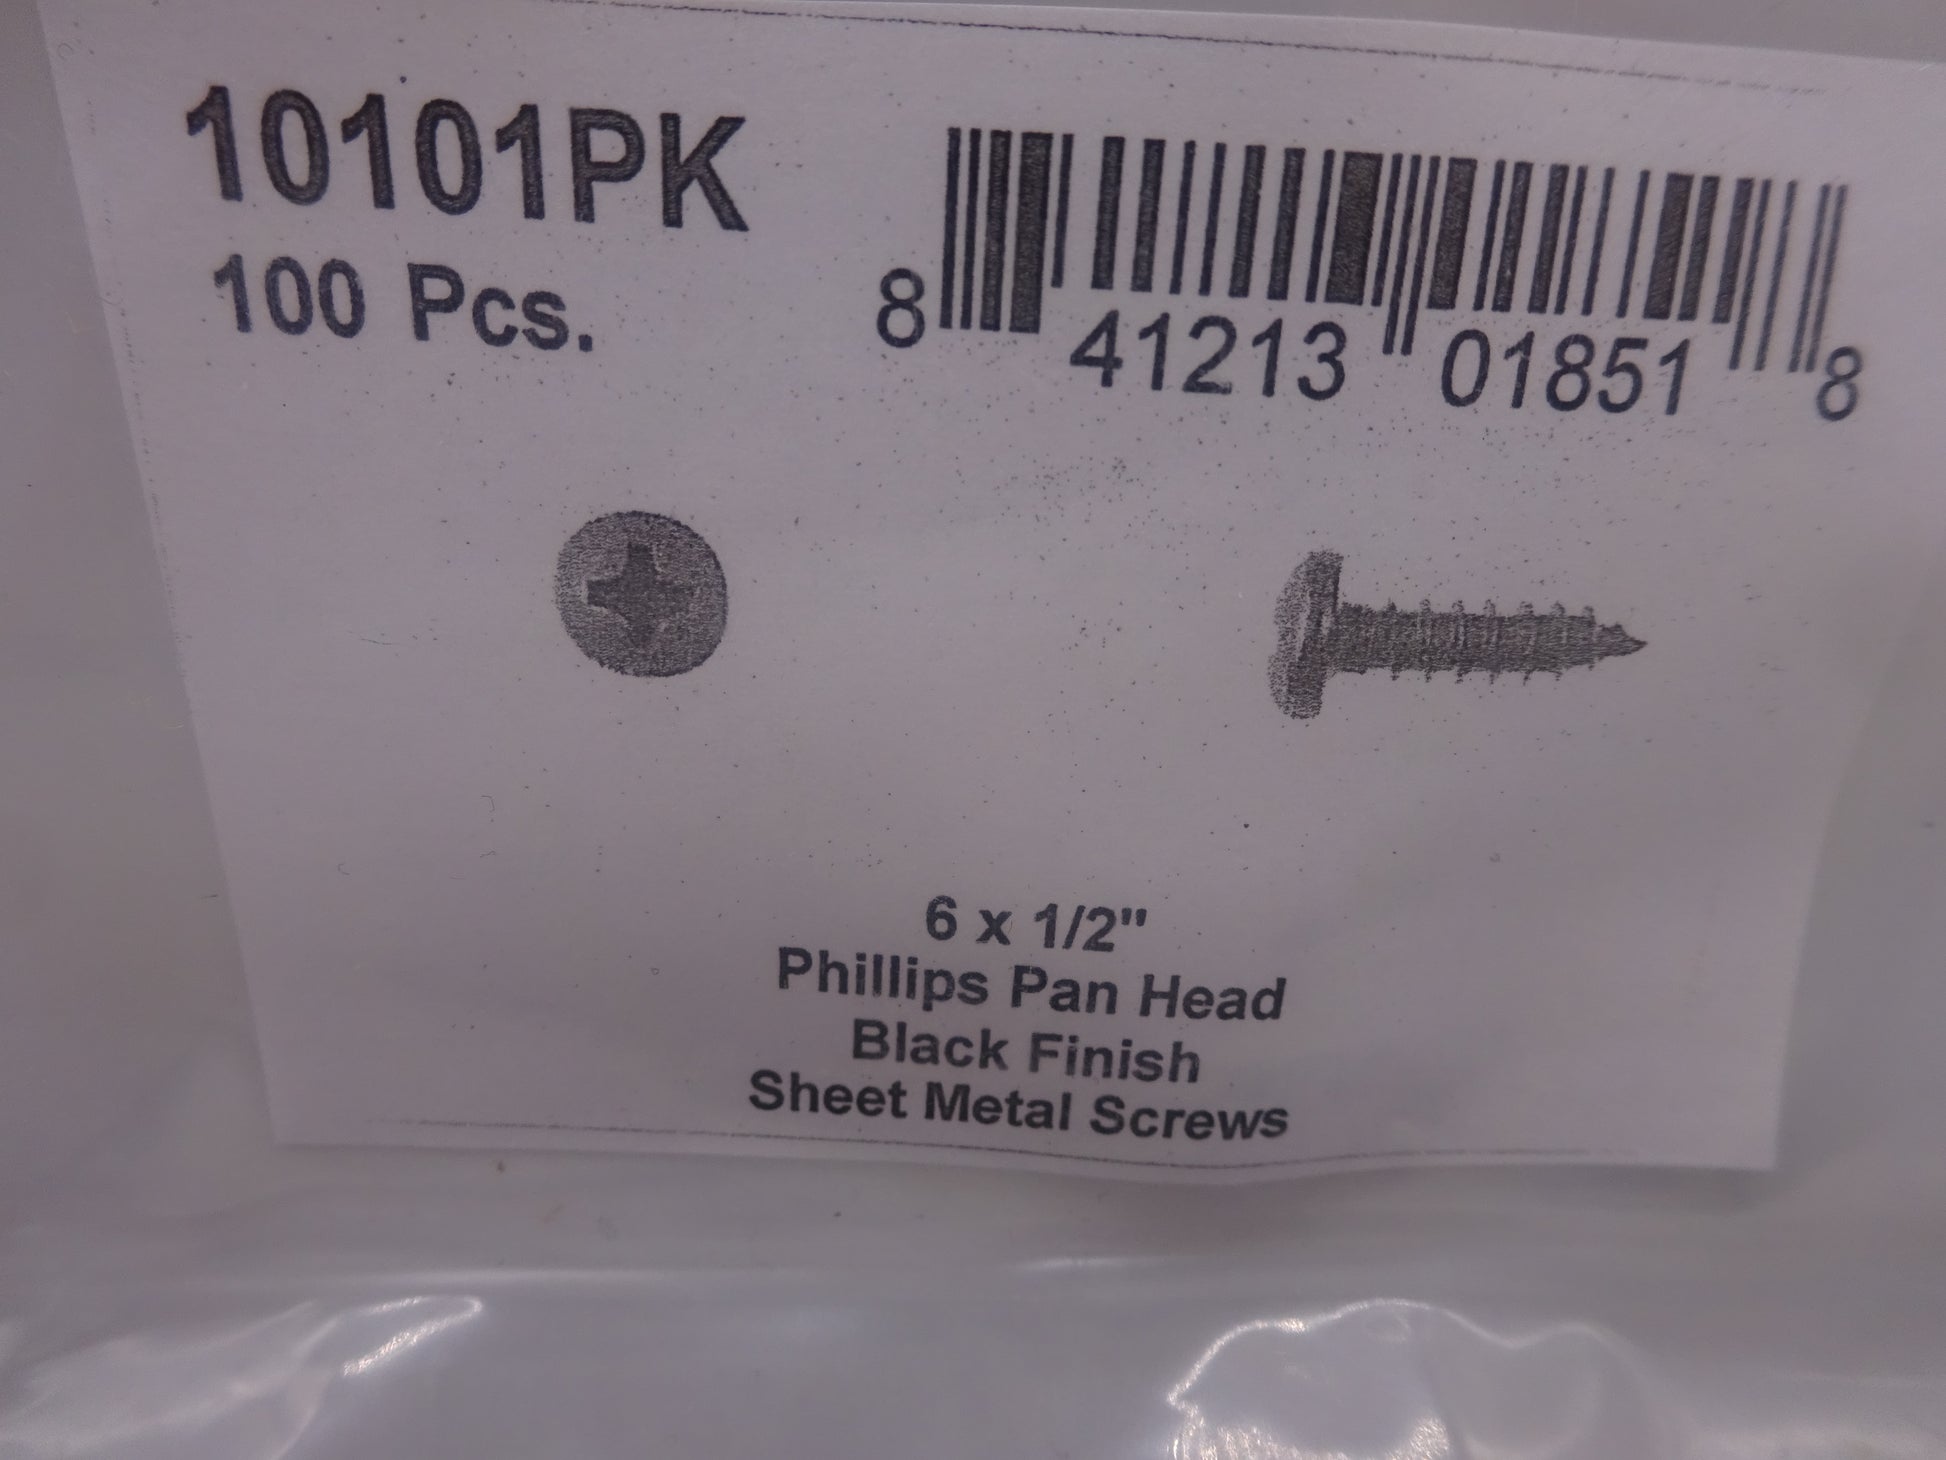 10101PK
100 Pcs.
8 41213 01851 8
6 x 1/2"
Phillips Pan Head
Black Finish
Sheet Metal Screws